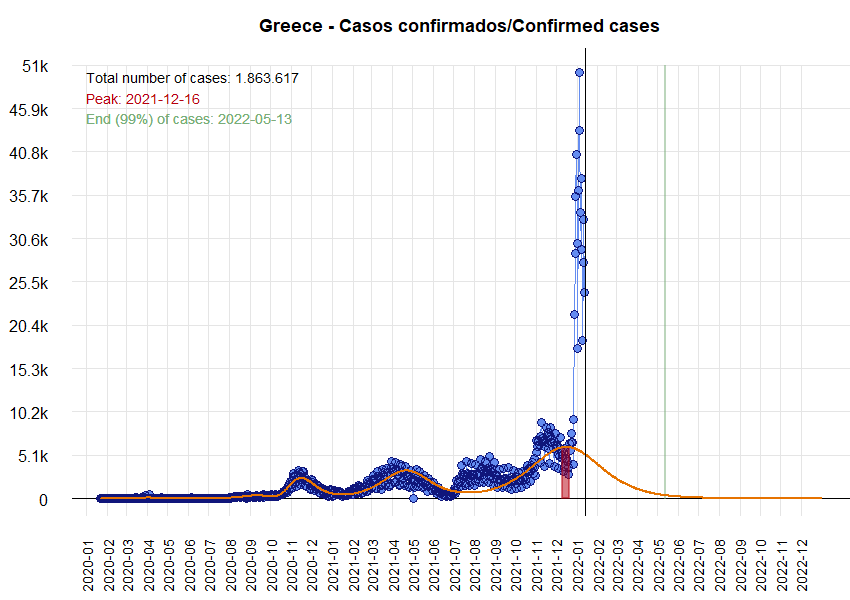 Greece - Casos confirmados/Confirmed cases
51k
45.9k
40.8k
35.7k
30.6k
25.5k
20.4k
15.3k
10.2k
5.1k
0
Total number of cases: 1.863.617
Peak: 2021-12-16
End (99%) of cases: 2022-05-13
2020-01
2020-02
2020-03
2020-04
2020-05
2020-06
2020-07
2020-08
2020-09
2020-10
2020-11
2020-12
2021-01
2021-02
2021-03
2021-04
2021-05
2021-06
2021-07
2021-08
2021-09
2021-10
2021-11
2021-12
2022-01
2022-02
2022-03
2022-04
2022-05
2022-06
2022-07
2022-08
2022-09
2022-10
2022-11
2022-12